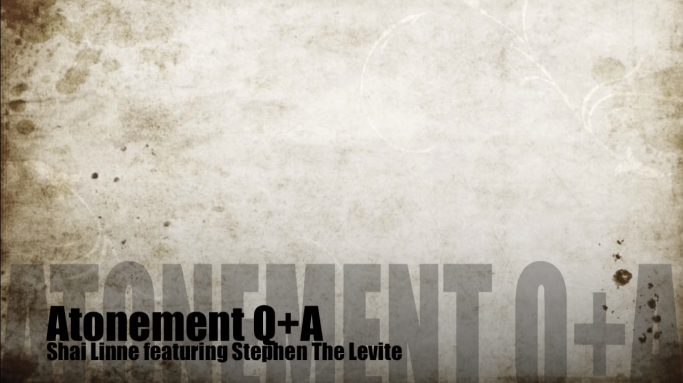 ATONEMENT Q+A
Atonement Q+A
Shai Linne featuring Stephen The Levite